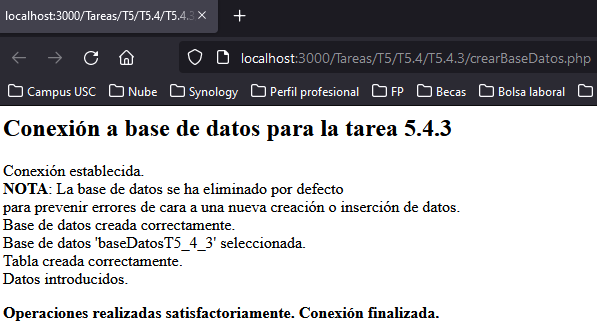 localhost:3000/Tareas/T5/T5.4/T5.4.3
localhost:3000/Tareas/T5/T5.4/T5.4.3/crearBaseDatos.php
Campus USC Nube Synology Perfil profesional FP Becas Bolsa laboral
Conexión a base de datos para la tarea 5.4.3
Conexión establecida.
NOTA: La base de datos se ha eliminado por defecto
para prevenir errores de cara a una nueva creación o inserción de datos.
Base de datos creada correctamente.
Base de datos 'baseDatosT5_4_3' seleccionada.
Tabla creada correctamente.
Datos introducidos.
Operaciones realizadas satisfactoriamente. Conexión finalizada.